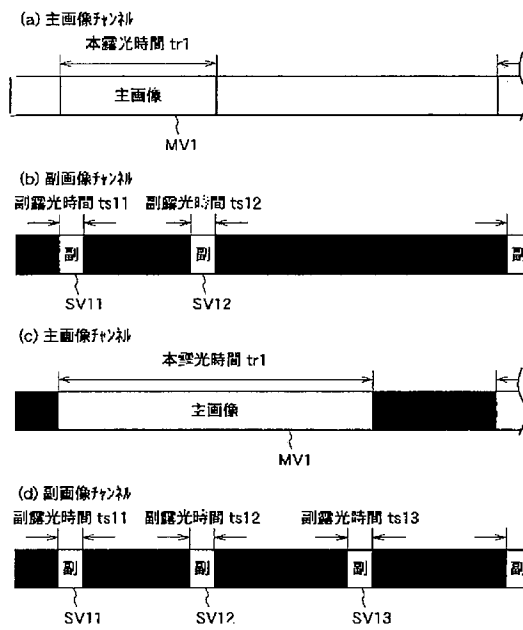 (a) 主画像チャンネル
本露光時間 tr1
主画像
MV1
(b) 副画像チャンネル
副露光時間 ts11 副露光時間 ts12
副 副 副
SV11 SV12
(c) 主画像チャンネル
本露光時間 tr1
主画像
MV1
(d) 副画像チャンネル
副露光時間 ts11 副露光時間 ts12 副露光時間 ts13
副 副 副 副
SV11 SV12 SV13